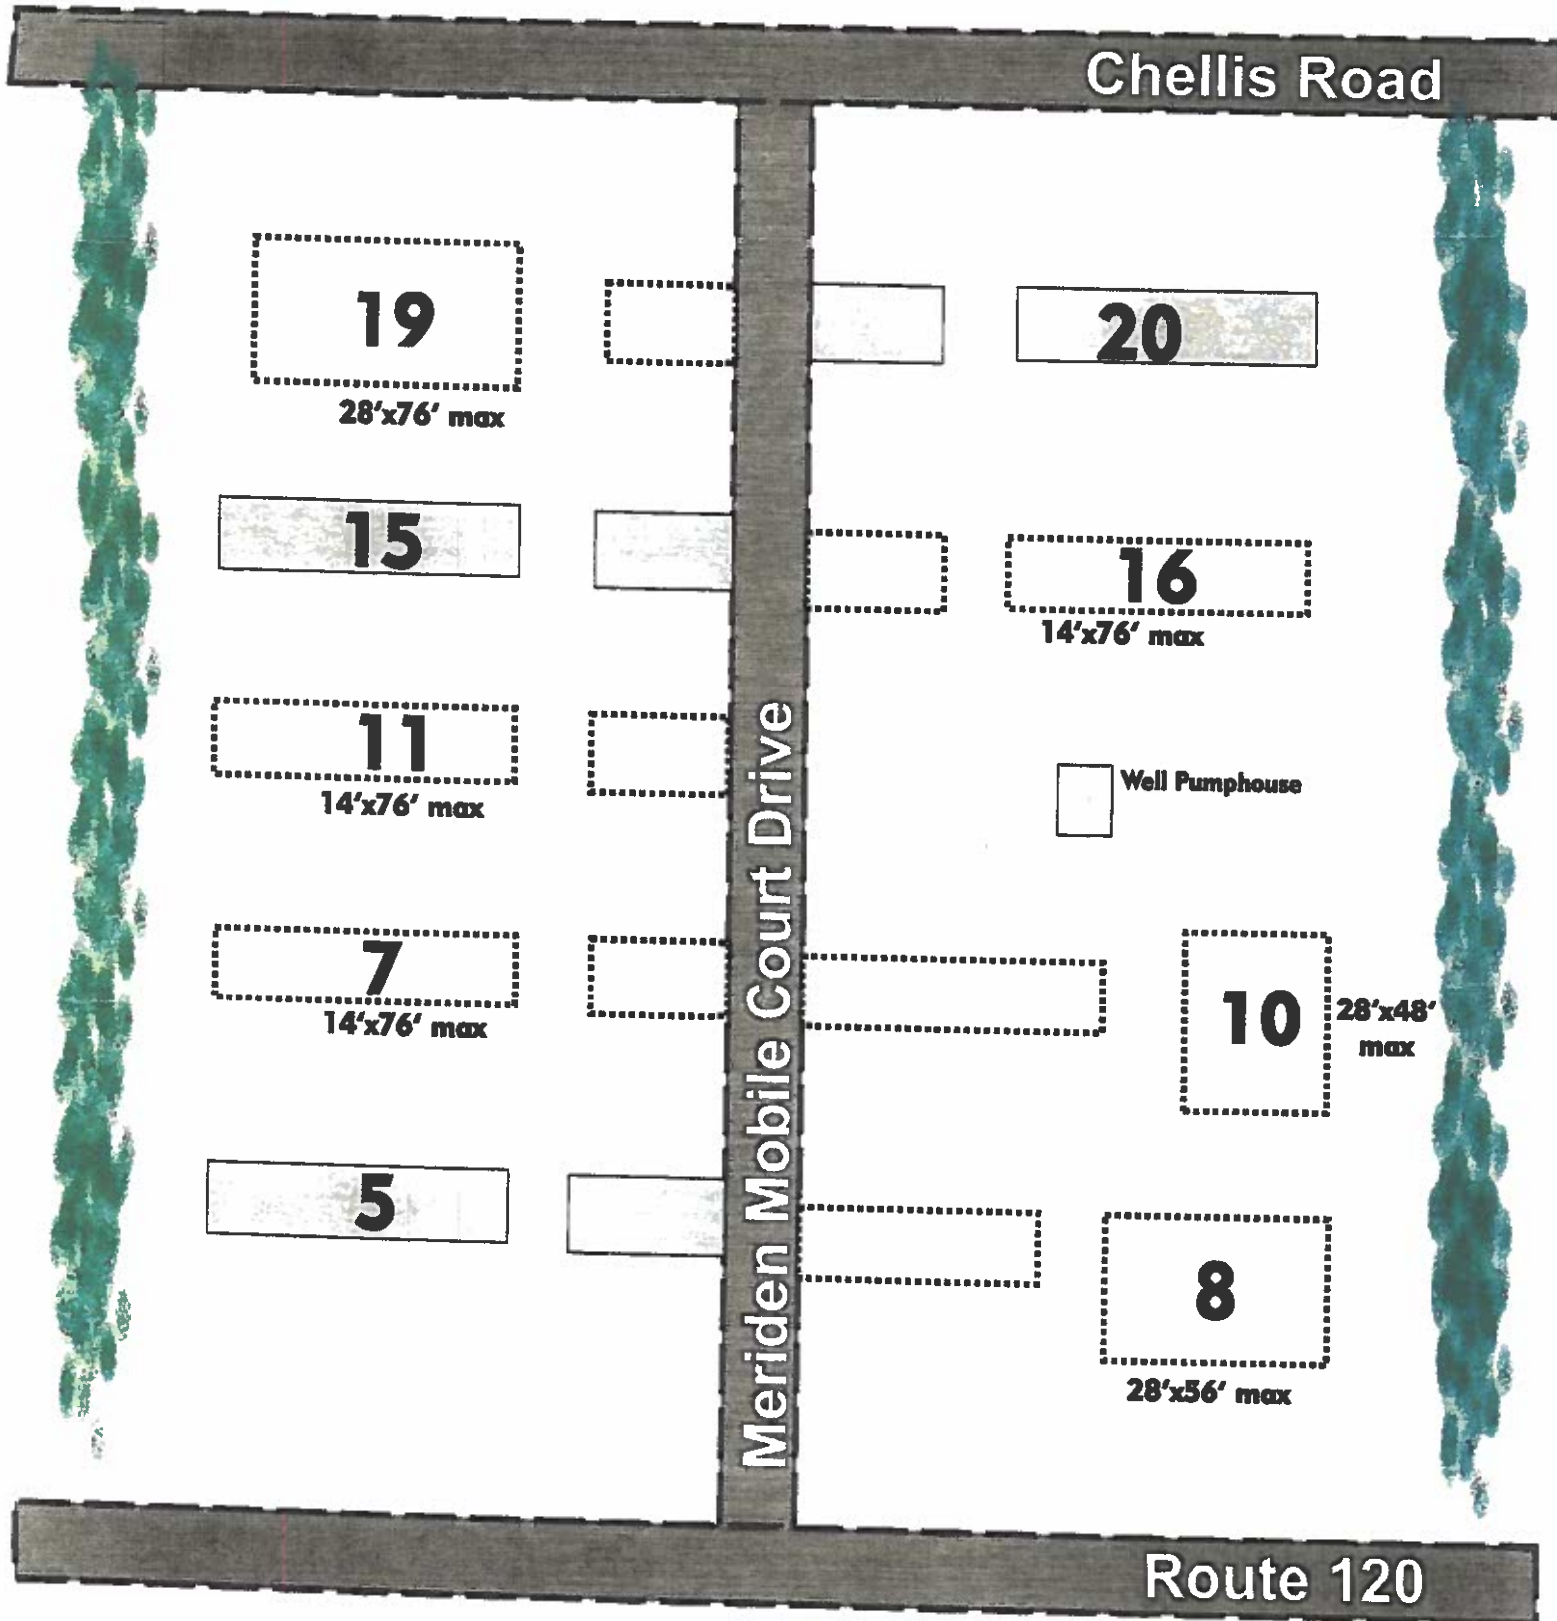 Chellis Road
19
28'x76' max
20
15
16
14'x76' max
11
14'x76' max
Well Pumphouse
Meriden Mobile Court Drive
7
14'x76' max
10
28'x48'
max
5
8
28'x56' max
Route 120